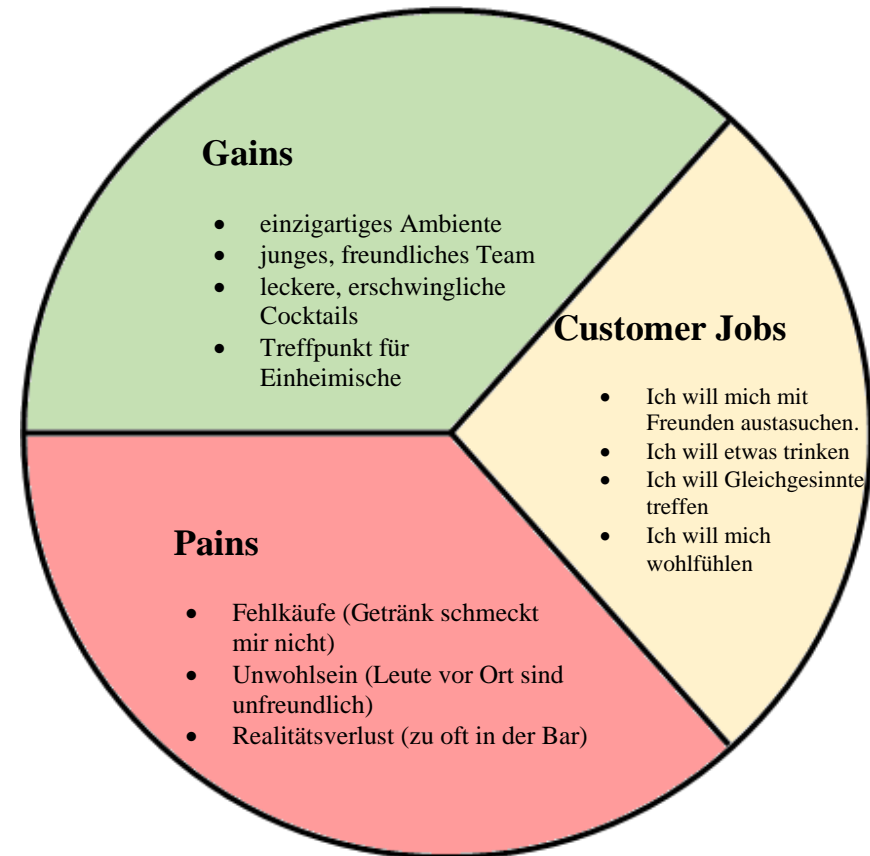 Gains
• einzigartiges Ambiente
• junges, freundliches Team
• leckere, erschwingliche
Cocktails
• Treffpunkt für
Einheimische
Customer Jobs
• Ich will mich mit
Freunden austasuchen.
• Ich will etwas trinken
• Ich will Gleichgesinnte
treffen
• Ich will mich
wohlfühlen
Pains
• Fehlkäufe (Getränk schmeckt
mir nicht)
• Unwohlsein (Leute vor Ort sind
unfreundlich)
• Realitätsverlust (zu oft in der Bar)